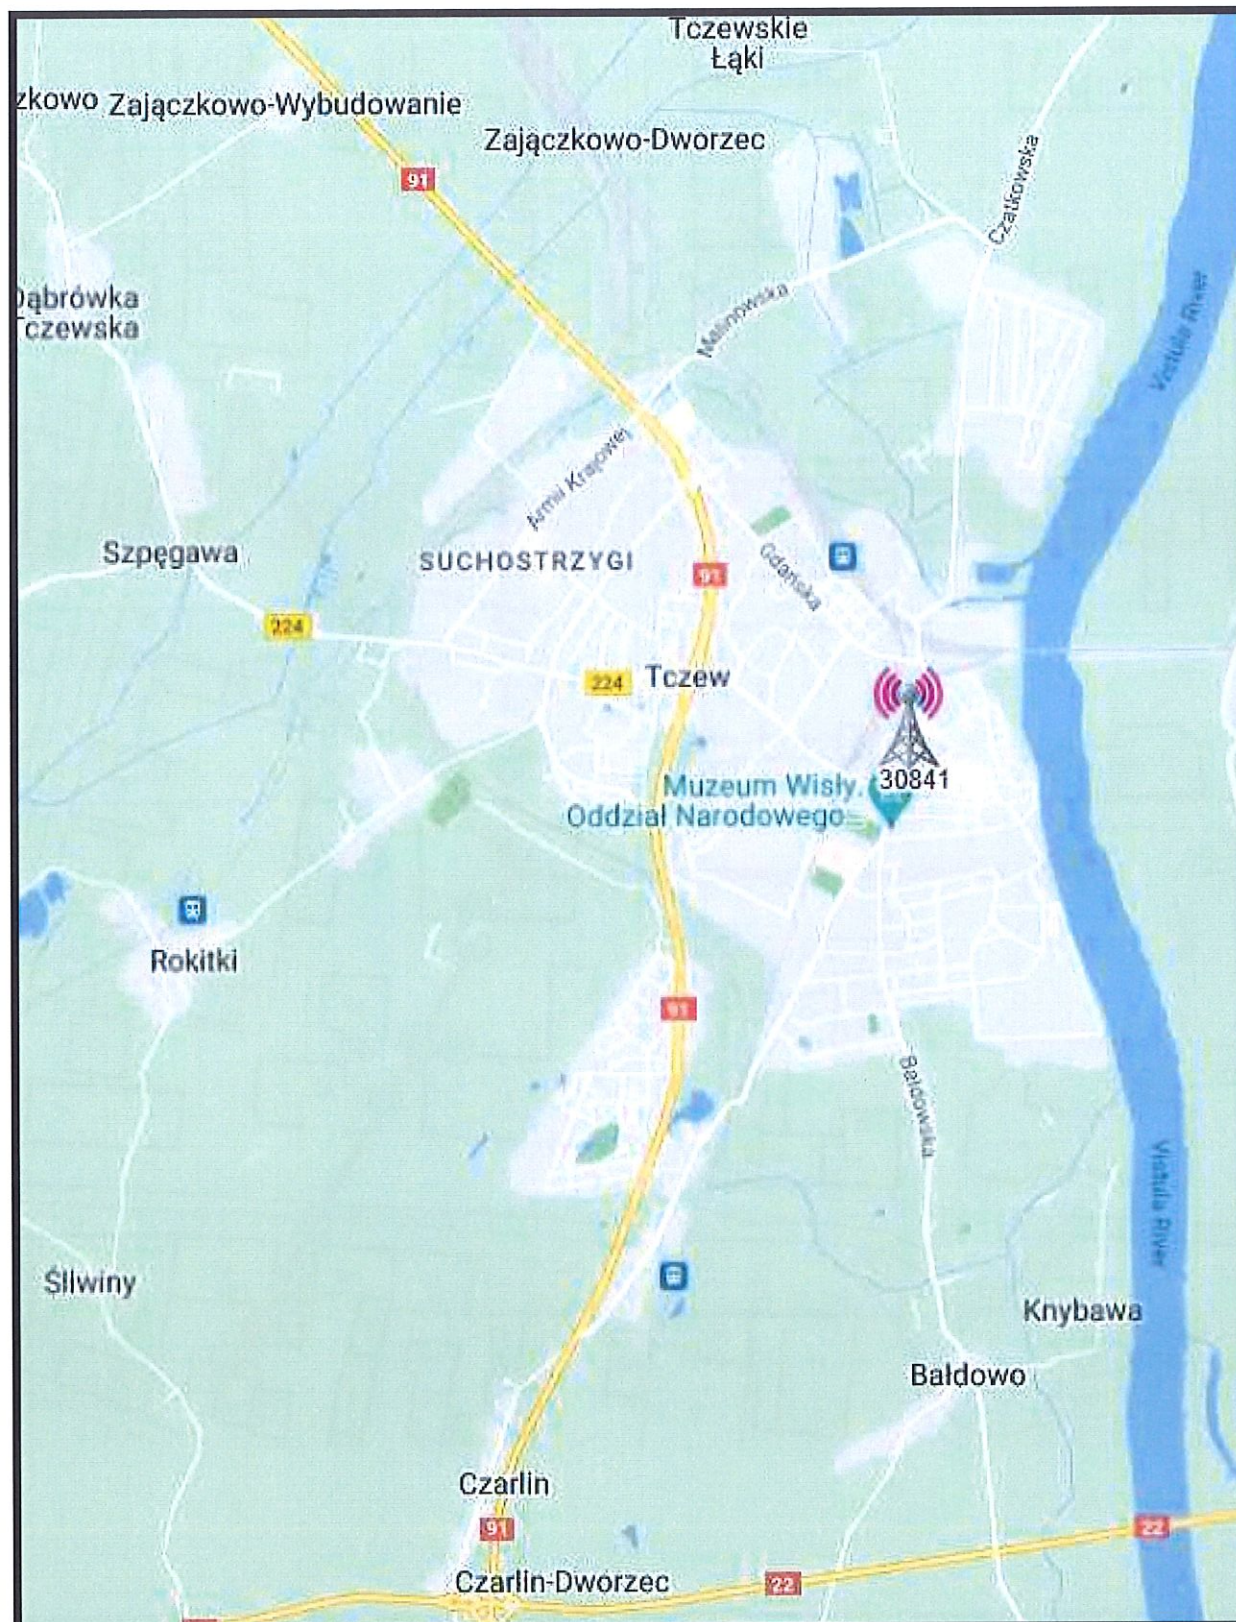 Tczewskie
Łąki
zkowo
Zajączkowo-Wybudowanie
Zajączkowo-Dworzec
91
Czatkowska
Dąbrówka
Tczewska
Malinowska
Vistula River
Armii Krajowej
Szpęgawa
SUCHOSTRZYGI
91
Gdańska
224
224
Tczew
30841
Muzeum Wisły.
Oddział Narodowego
Rokitki
91
Bałdowska
Vistula River
Śliwiny
Knybawa
Bałdowo
Czarlin
91
22
Czarlin-Dworzec
22